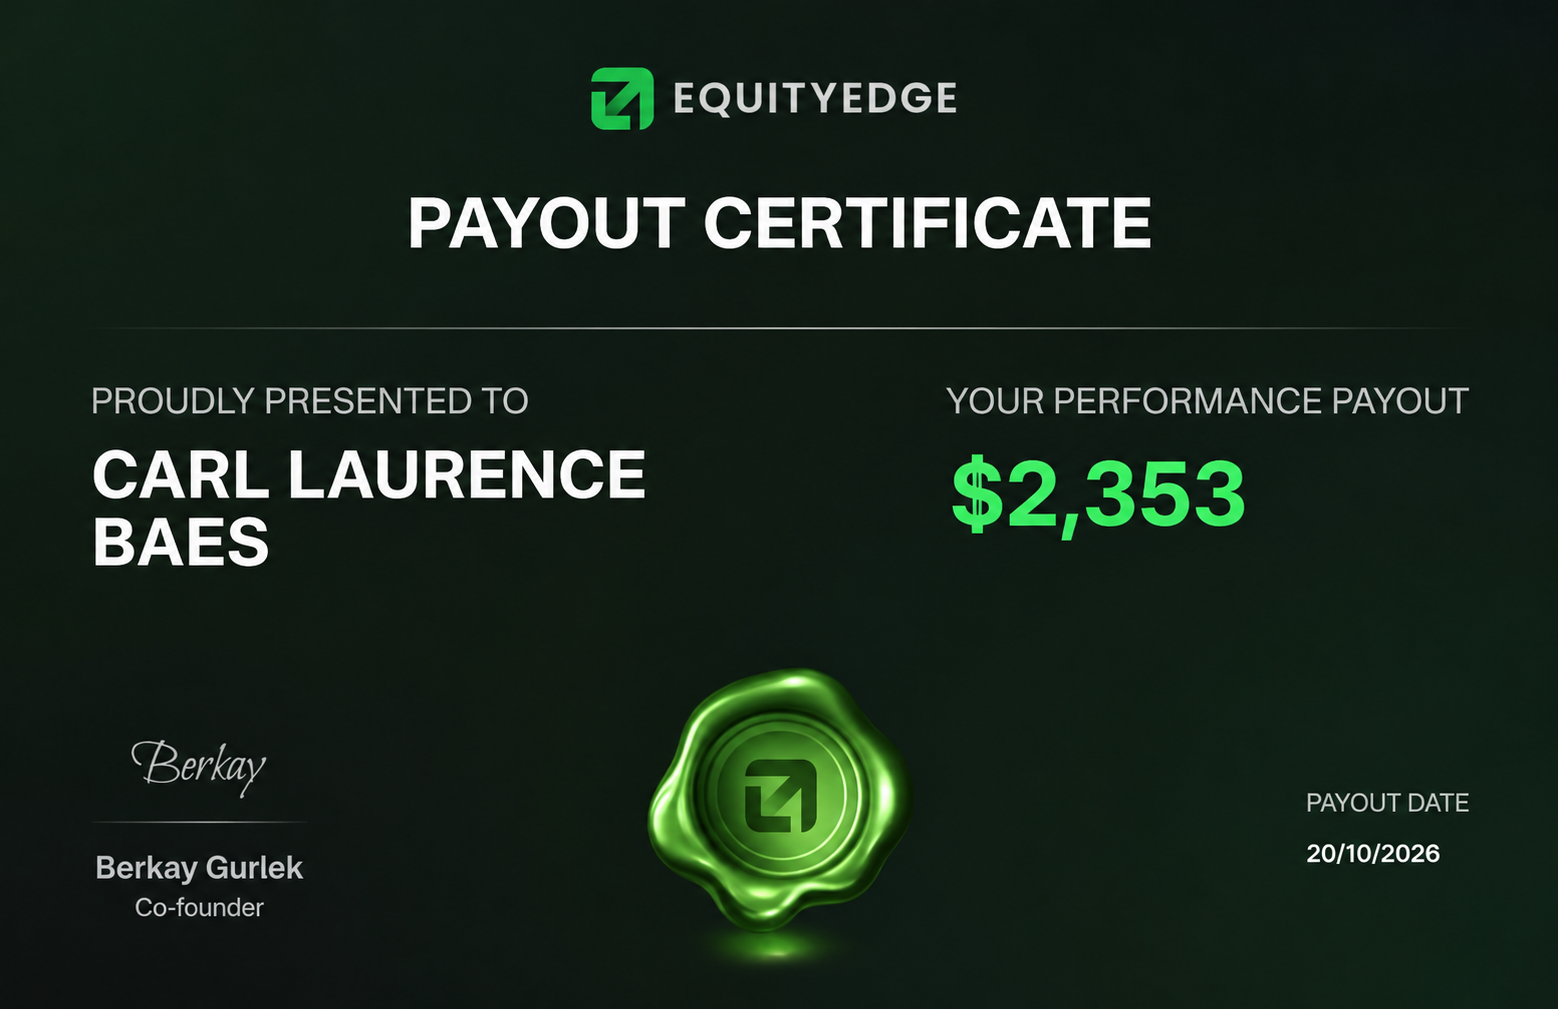 EQUITYEDGE
PAYOUT CERTIFICATE
PROUDLY PRESENTED TO
CARL LAURENCE
BAES
YOUR PERFORMANCE PAYOUT
$2,353
Berkay
Berkay Gurlek
Co-founder
PAYOUT DATE
20/10/2026